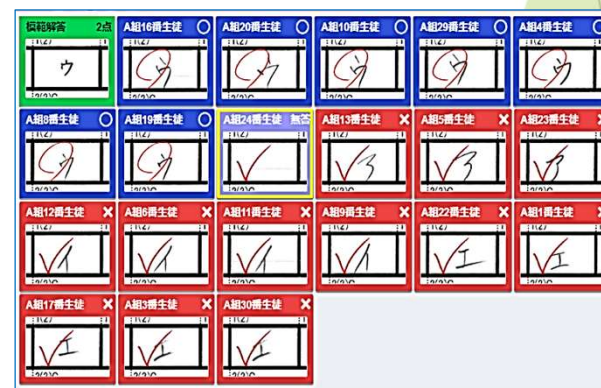 模範解答 2点 A組16番生徒 ○ A組20番生徒 ○ A組10番生徒 ○ A組29番生徒 ○ A組4番生徒 ○
ウ ウ ウ ウ ウ ウ
A組8番生徒 ○ A組19番生徒 ○ A組24番生徒 無答 A組13番生徒 × A組5番生徒 × A組23番生徒 ×
ウ ウ ア ア ア
A組12番生徒 × A組6番生徒 × A組11番生徒 × A組9番生徒 × A組22番生徒 × A組1番生徒 ×
イ イ イ イ エ エ
A組17番生徒 × A組3番生徒 × A組30番生徒 ×
エ エ エ